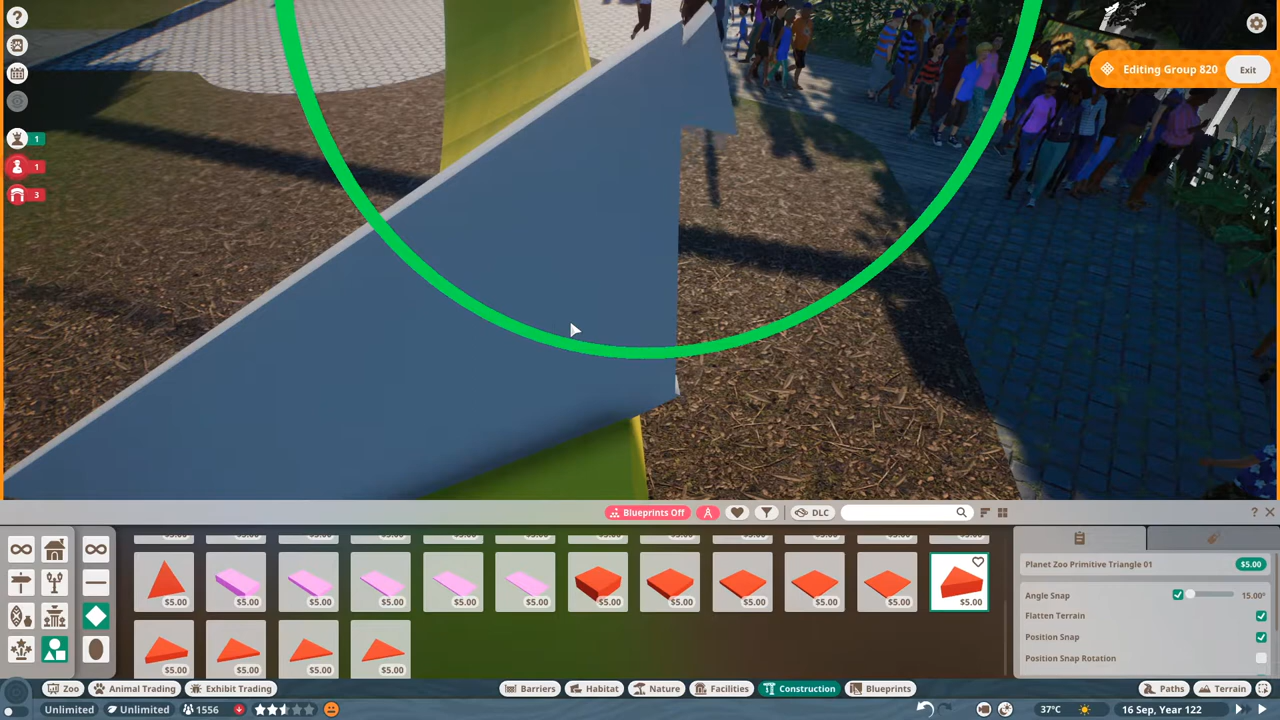 ?
Editing Group 820
Exit
1
1
3
Blueprints Off
DLC
? ×
$5.00 $5.00 $5.00 $5.00 $5.00 $5.00 $5.00 $5.00 $5.00 $5.00 $5.00 $5.00
$5.00 $5.00 $5.00 $5.00
Planet Zoo Primitive Triangle 01
$5.00
Angle Snap
15.00°
Flatten Terrain
Position Snap
Position Snap Rotation
Zoo
Animal Trading
Exhibit Trading
Barriers
Habitat
Nature
Facilities
Construction
Blueprints
Paths
Terrain
Unlimited
Unlimited
1556
37°C
16 Sep, Year 122